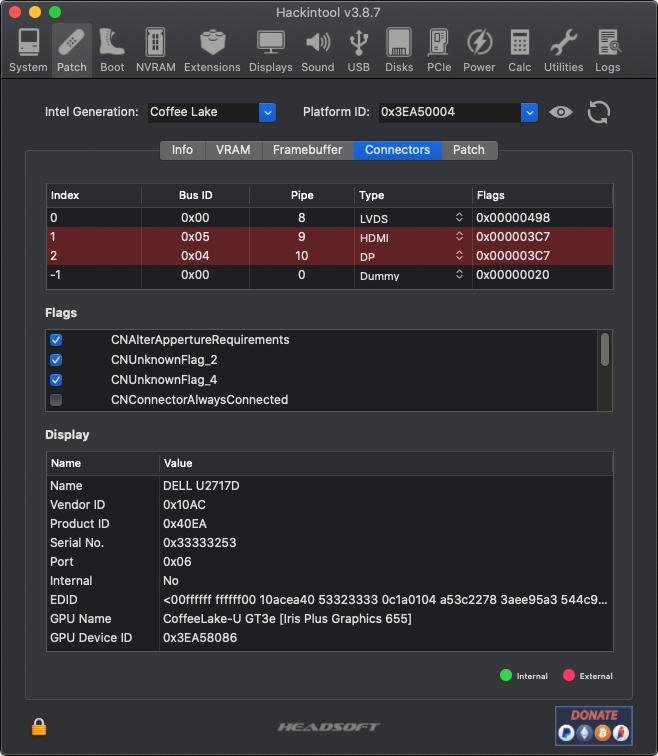 Hackintool v3.8.7
System Patch Boot NVRAM Extensions Displays Sound USB Disks PCIe Power Calc Utilities Logs
Intel Generation: Coffee Lake Platform ID: 0x3EA50004
Info VRAM Framebuffer Connectors Patch
Index Bus ID Pipe Type Flags
0 0x00 8 LVDS 0x00000498
1 0x05 9 HDMI 0x000003C7
2 0x04 10 DP 0x000003C7
-1 0x00 0 Dummy 0x00000020
Flags
CNAlterAppertureRequirements
CNUnknownFlag_2
CNUnknownFlag_4
CNConnectorAlwaysConnected
Display
Name Value
Name DELL U2717D
Vendor ID 0x10AC
Product ID 0x40EA
Serial No. 0x33333253
Port 0x06
Internal No
EDID <00ffffff ffffff00 10acea40 53323333 0c1a0104 a53c2278 3aee95a3 544c9...
GPU Name CoffeeLake-U GT3e [Iris Plus Graphics 655]
GPU Device ID 0x3EA58086
Internal External
HEADSOFT
DONATE